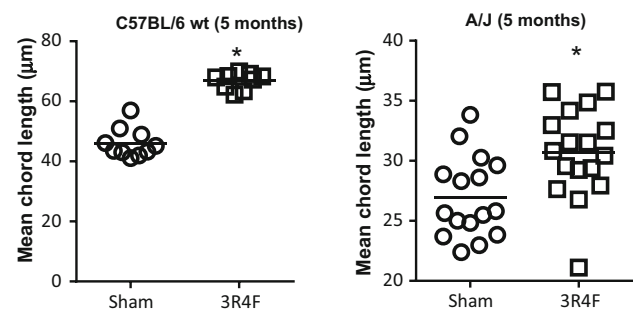 C57BL/6 wt (5 months)
Mean chord length (μm)
80
60
40
20
0
*
Sham
3R4F
A/J (5 months)
Mean chord length (μm)
40
35
30
25
20
*
Sham
3R4F